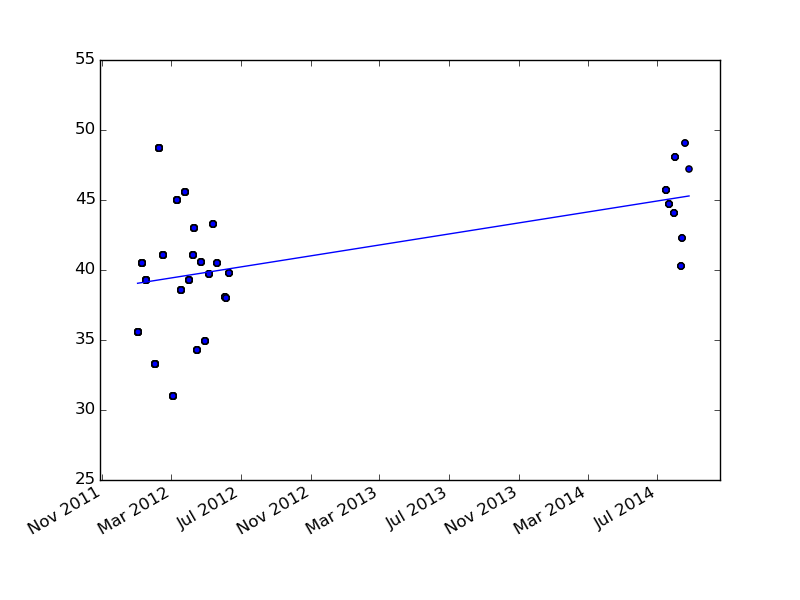 55
50
45
40
35
30
25
Nov 2011
Mar 2012
Jul 2012
Nov 2012
Mar 2013
Jul 2013
Nov 2013
Mar 2014
Jul 2014